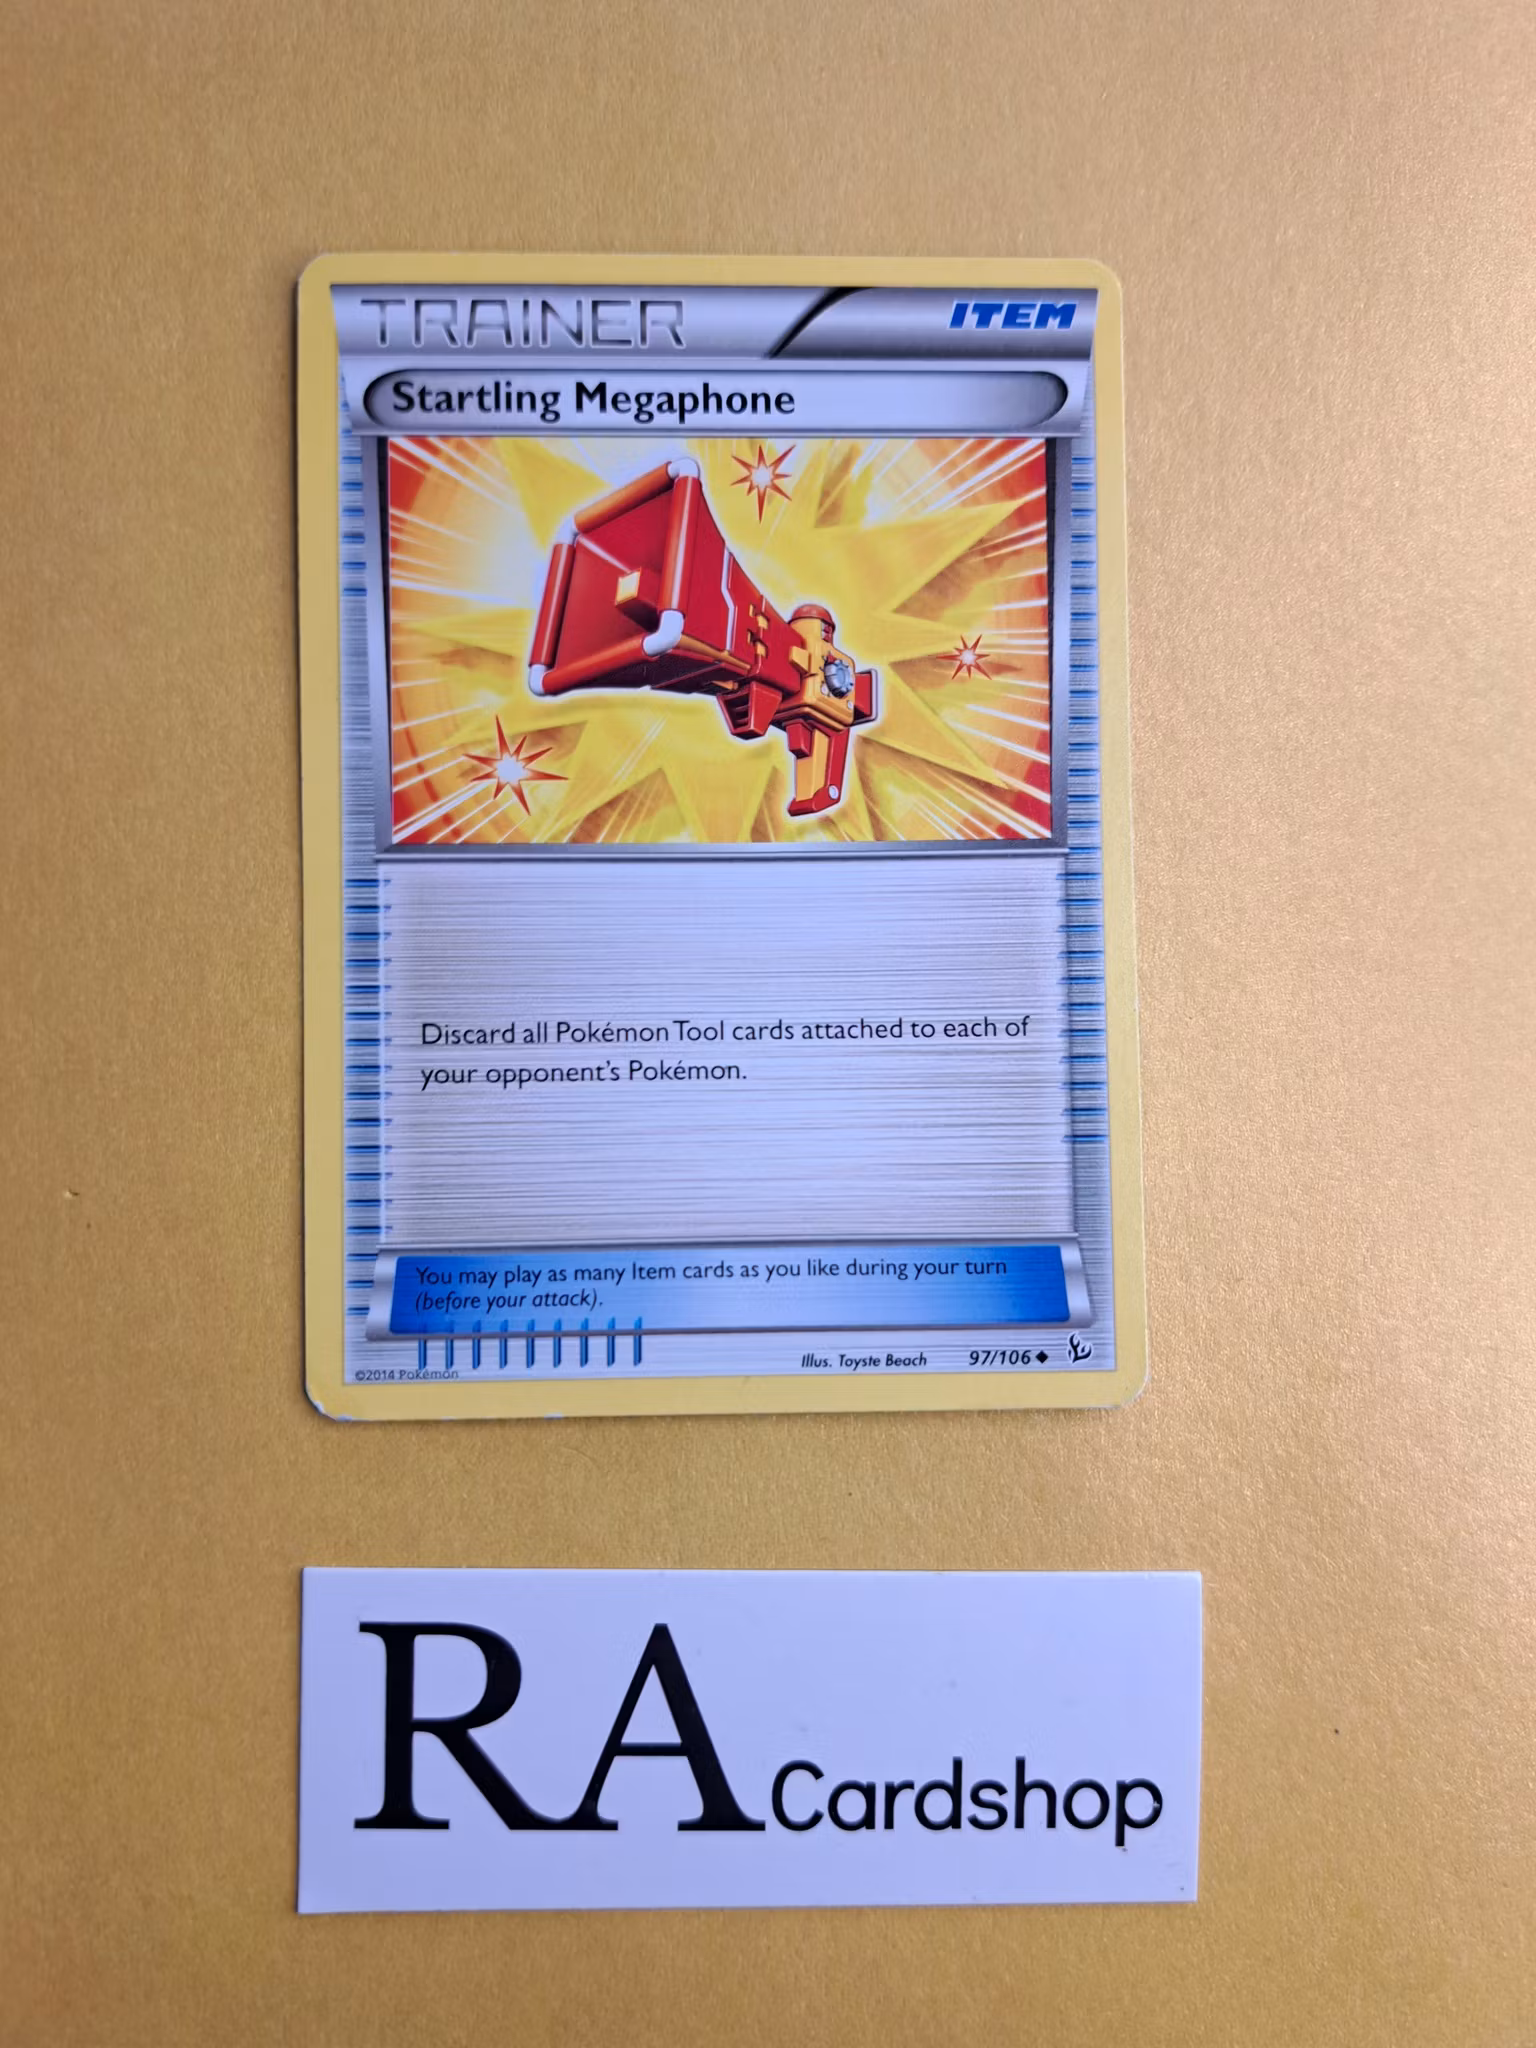 TRAINER ITEM
Startling Megaphone
Discard all Pokémon Tool cards attached to each of
your opponent's Pokémon.
You may play as many Item cards as you like during your turn
(before your attack).
Illus. Toyste Beach 97/106
©2014 Pokémon
RA Cardshop